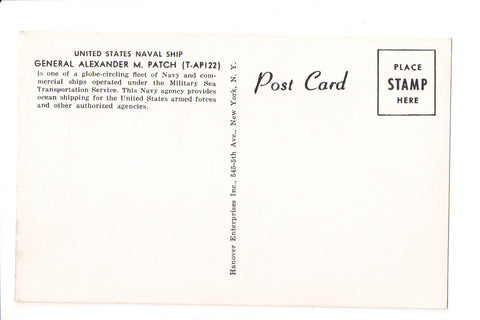 UNITED STATES NAVAL SHIP
GENERAL ALEXANDER M. PATCH (T-AP122)
is one of a globe-circling fleet of Navy and com-
mercial ships operated under the Military Sea
Transportation Service. This Navy agency provides
ocean shipping for the United States armed forces
and other authorized agencies.
Hanover Enterprises Inc., 545-5th Ave., New York, N. Y.
Post Card
PLACE
STAMP
HERE